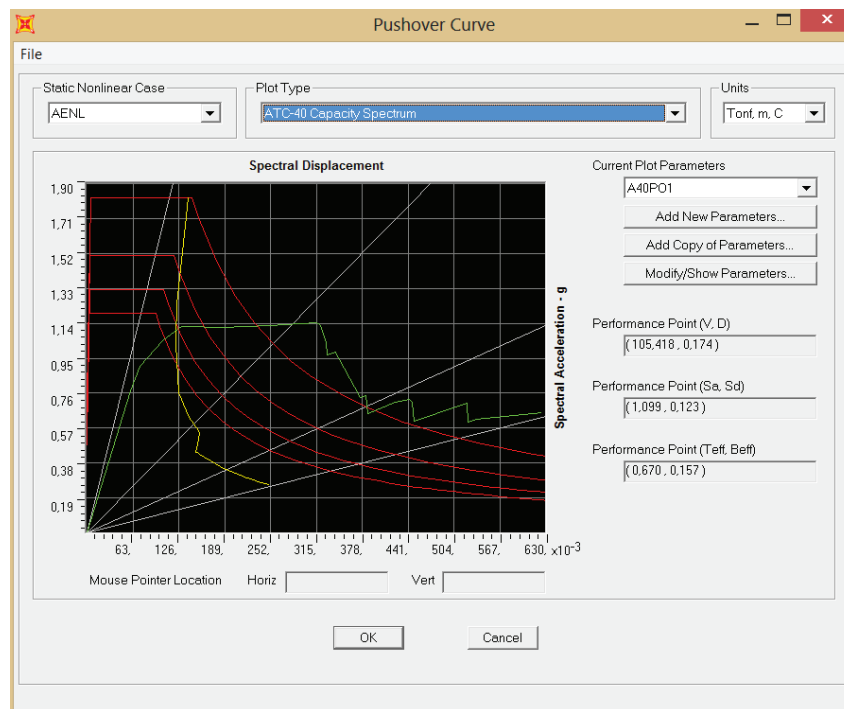 Pushover Curve
File
Static Nonlinear Case
AENL
Plot Type
ATC-40 Capacity Spectrum
Units
Tonf, m, C
Spectral Displacement
1,90
1,71
1,52
1,33
1,14
0,95
0,76
0,57
0,38
0,19
63, 126, 189, 252, 315, 378, 441, 504, 567, 630, x10-3
Spectral Acceleration - g
Mouse Pointer Location Horiz Vert
Current Plot Parameters
A40PO1
Add New Parameters...
Add Copy of Parameters...
Modify/Show Parameters...
Performance Point (V, D)
( 105,418 , 0,174 )
Performance Point (Sa, Sd)
( 1,099 , 0,123 )
Performance Point (Teff, Beff)
( 0,670 , 0,157 )
OK Cancel